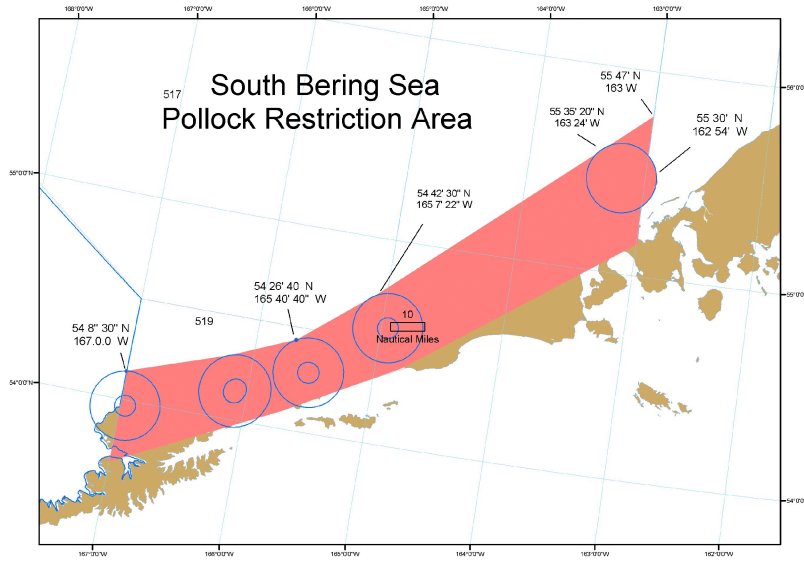 168°0'0"W 167°0'0"W 166°0'0"W 165°0'0"W 164°0'0"W 163°0'0"W
517
South Bering Sea
Pollock Restriction Area
55 47' N
163 W
55 35' 20" N
163 24' W
55 30' N
162 54' W
56°0'0"N
55°0'0"N
54 42' 30" N
165 7' 22" W
54 26' 40 N
165 40' 40" W
55°0'0"N
10
Nautical Miles
519
54 8" 30" N
167.0.0 W
54°0'0"N
54°0'0"N
167°0'0"W 166°0'0"W 165°0'0"W 164°0'0"W 163°0'0"W 162°0'0"W